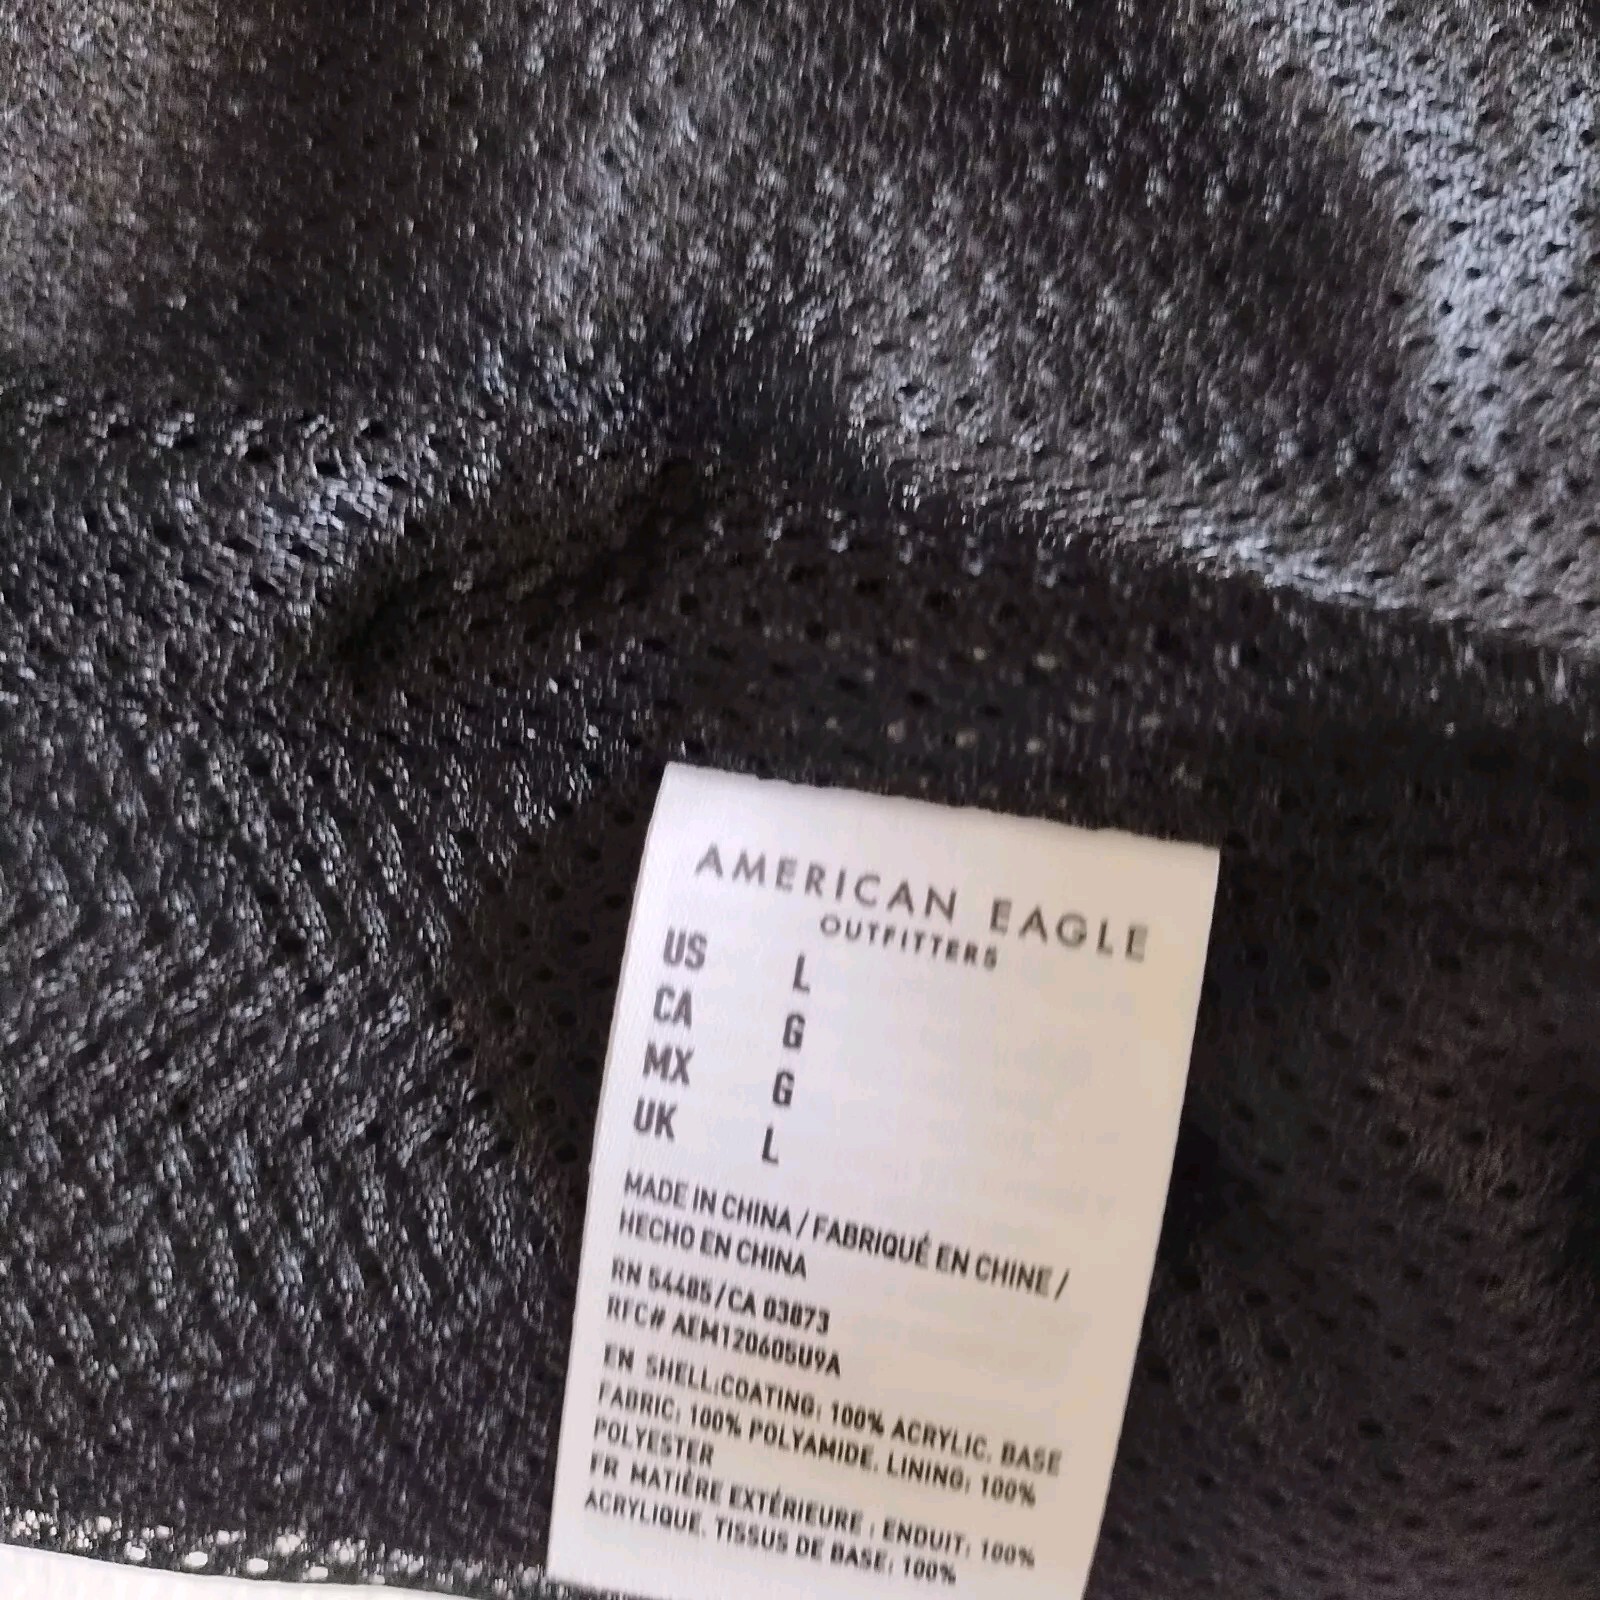 AMERICAN EAGLE
OUTFITTERS
US L
CA G
MX G
UK L
MADE IN CHINA / FABRIQUÉ EN CHINE /
HECHO EN CHINA
RN 54485/CA 03873
RFC# AEM120605U9A
EN SHELL:COATING: 100% ACRYLIC. BASE
FABRIC: 100% POLYAMIDE. LINING: 100%
POLYESTER
FR MATIÈRE EXTÉRIEURE : ENDUIT: 100%
ACRYLIQUE. TISSUS DE BASE: 100%